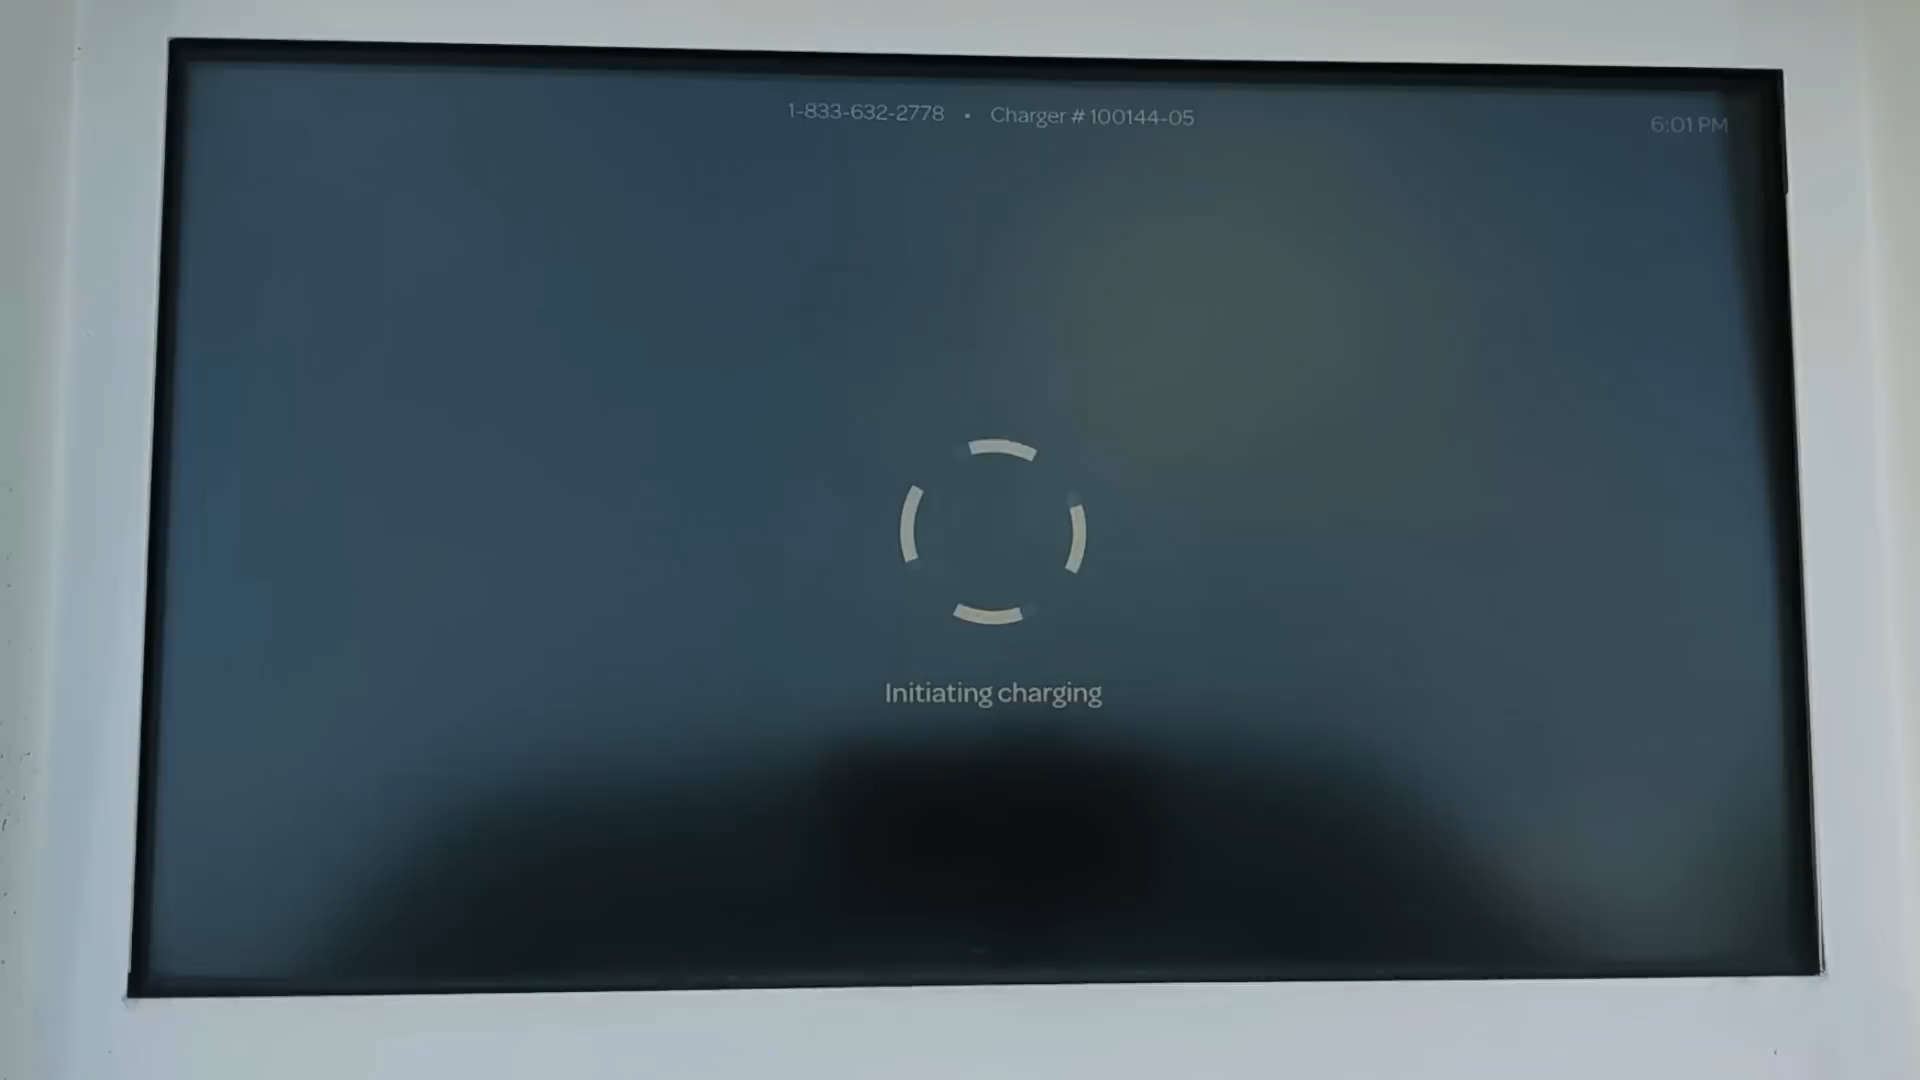 1-833-632-2778 • Charger # 100144-05
6:01 PM
Initiating charging